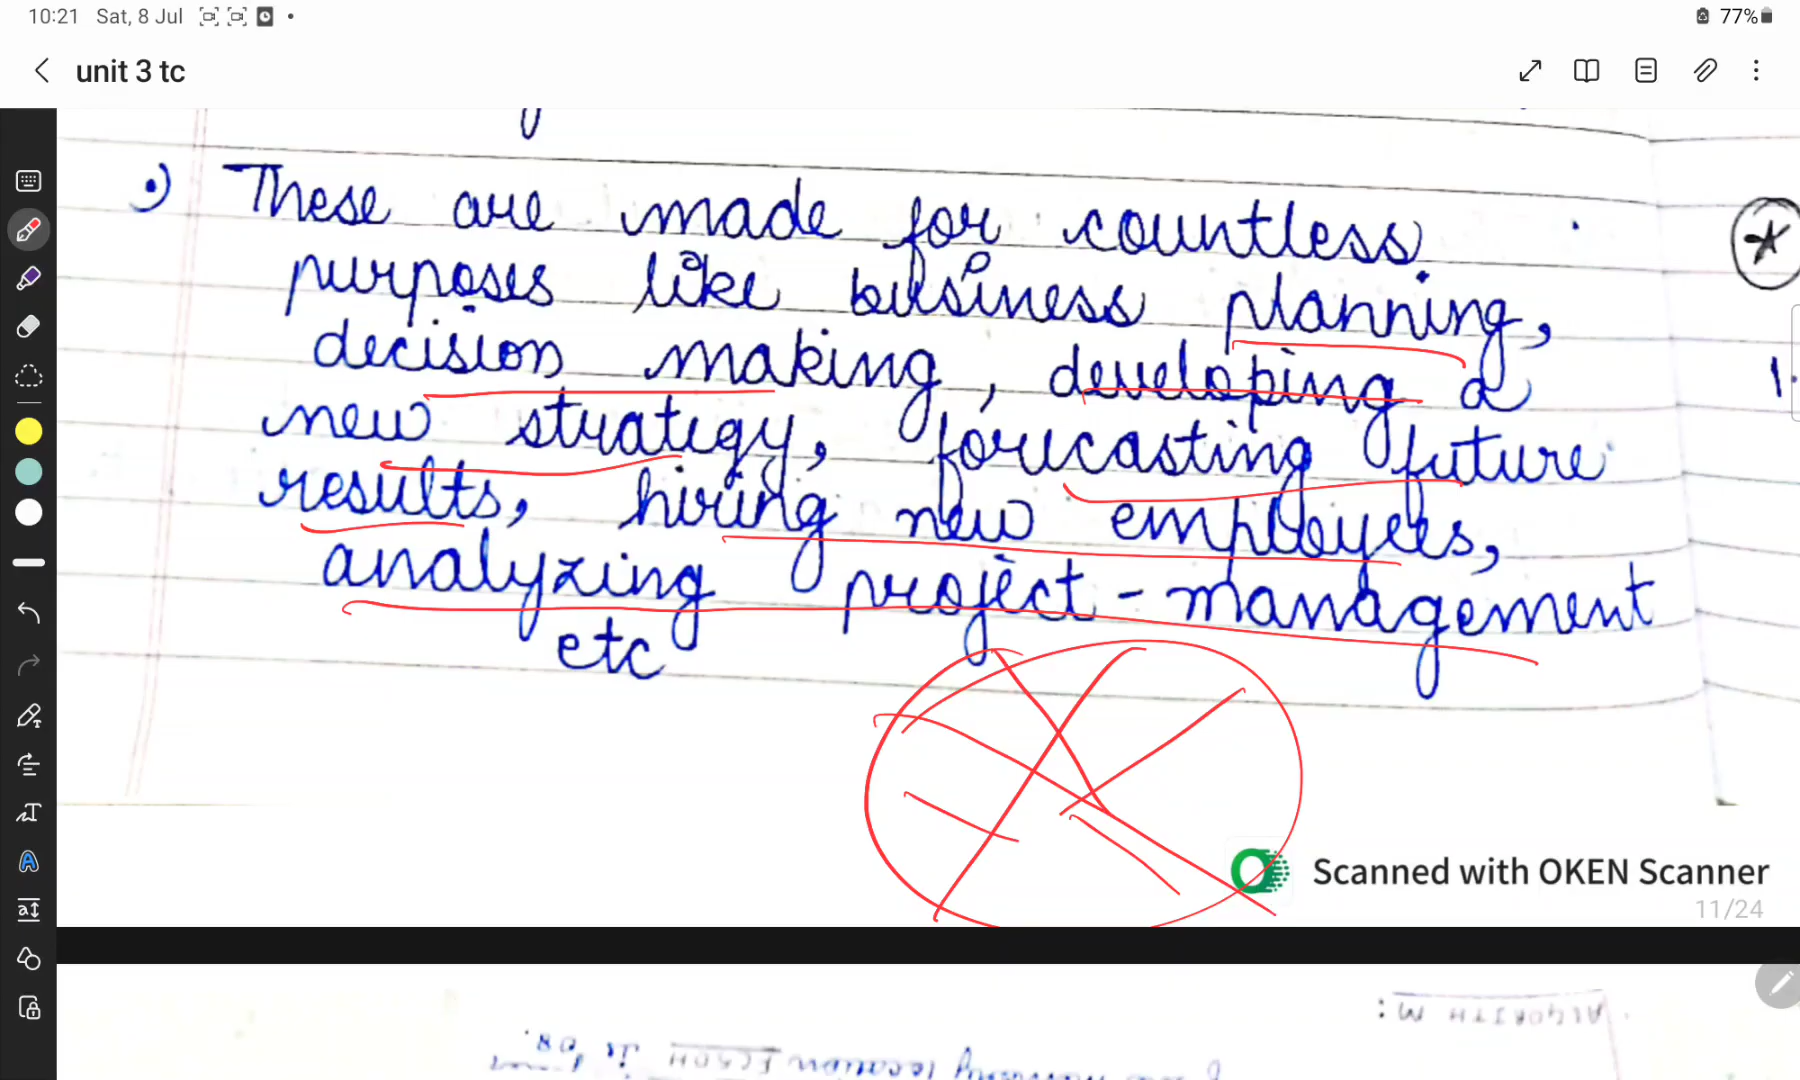 10:21 Sat, 8 Jul 77%
unit 3 tc
•) These are made for countless
purposes like business planning,
decision making, developing a
new strategy, forecasting future
results, hiring new employees,
analyzing project - management
etc
Scanned with OKEN Scanner
11/24
ALGORITHM :